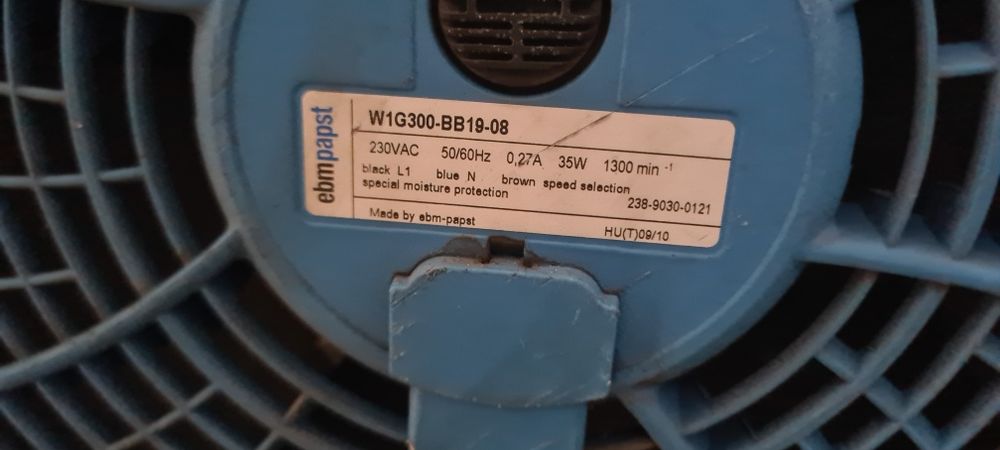 ebmpapst
W1G300-BB19-08
230VAC 50/60Hz 0,27A 35W 1300 min -1
black L1 blue N brown speed selection
special moisture protection
238-9030-0121
Made by ebm-papst HU(T)09/10